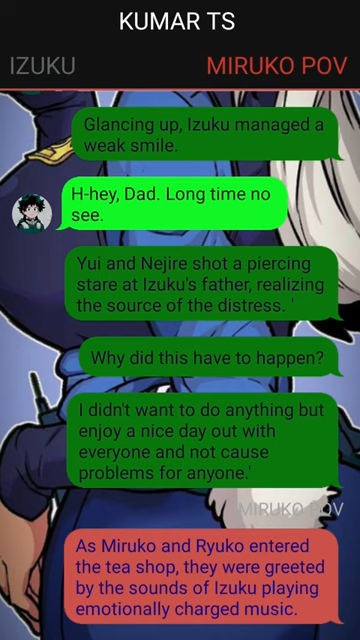 KUMAR TS
IZUKU
MIRUKO POV
Glancing up, Izuku managed a
weak smile.
H-hey, Dad. Long time no
see.
Yui and Nejire shot a piercing
stare at Izuku's father, realizing
the source of the distress. '
Why did this have to happen?
I didn't want to do anything but
enjoy a nice day out with
everyone and not cause
problems for anyone.'
MIRUKO POV
As Miruko and Ryuko entered
the tea shop, they were greeted
by the sounds of Izuku playing
emotionally charged music.